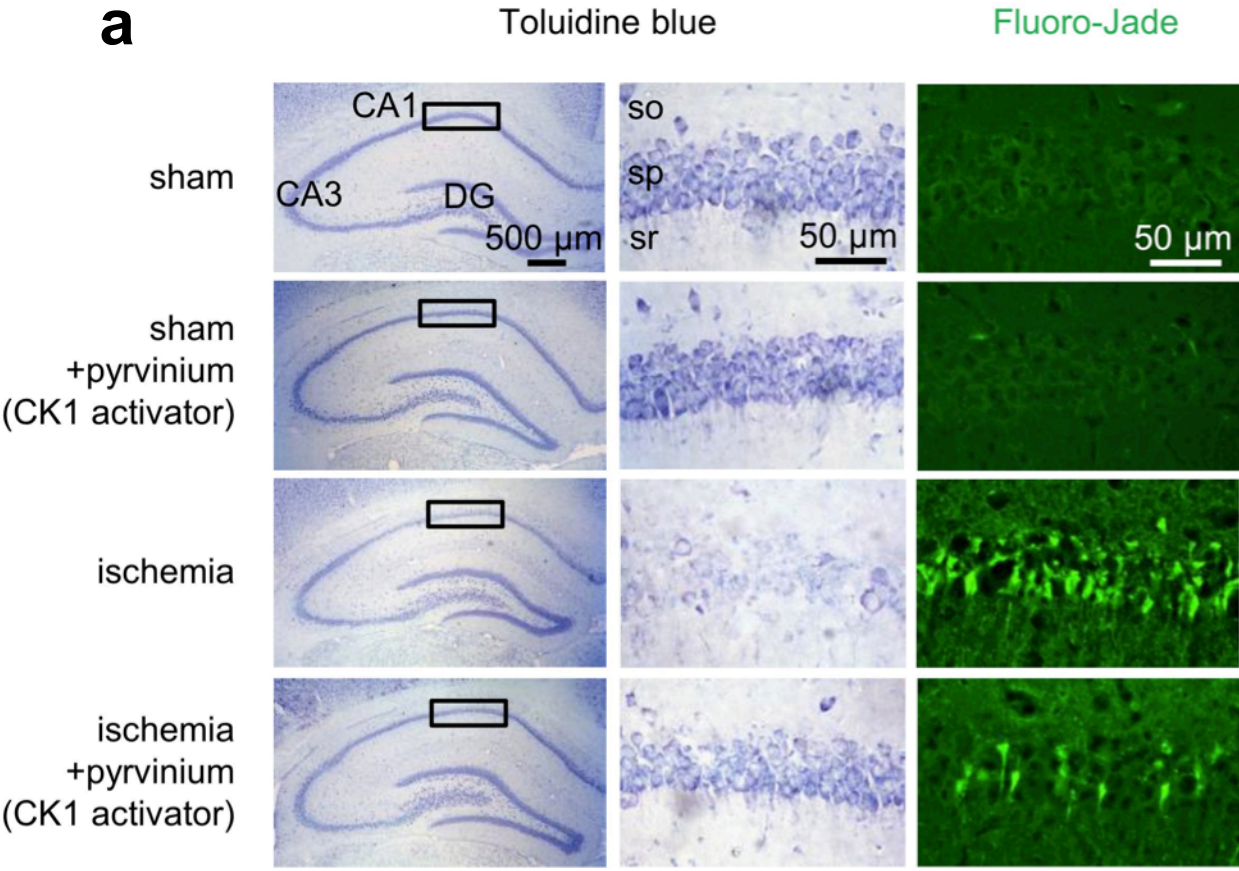 a
Toluidine blue
Fluoro-Jade
sham
CA1
CA3
DG
500 µm
so
sp
sr
50 µm
50 µm
sham
+pyrvinium
(CK1 activator)
ischemia
ischemia
+pyrvinium
(CK1 activator)